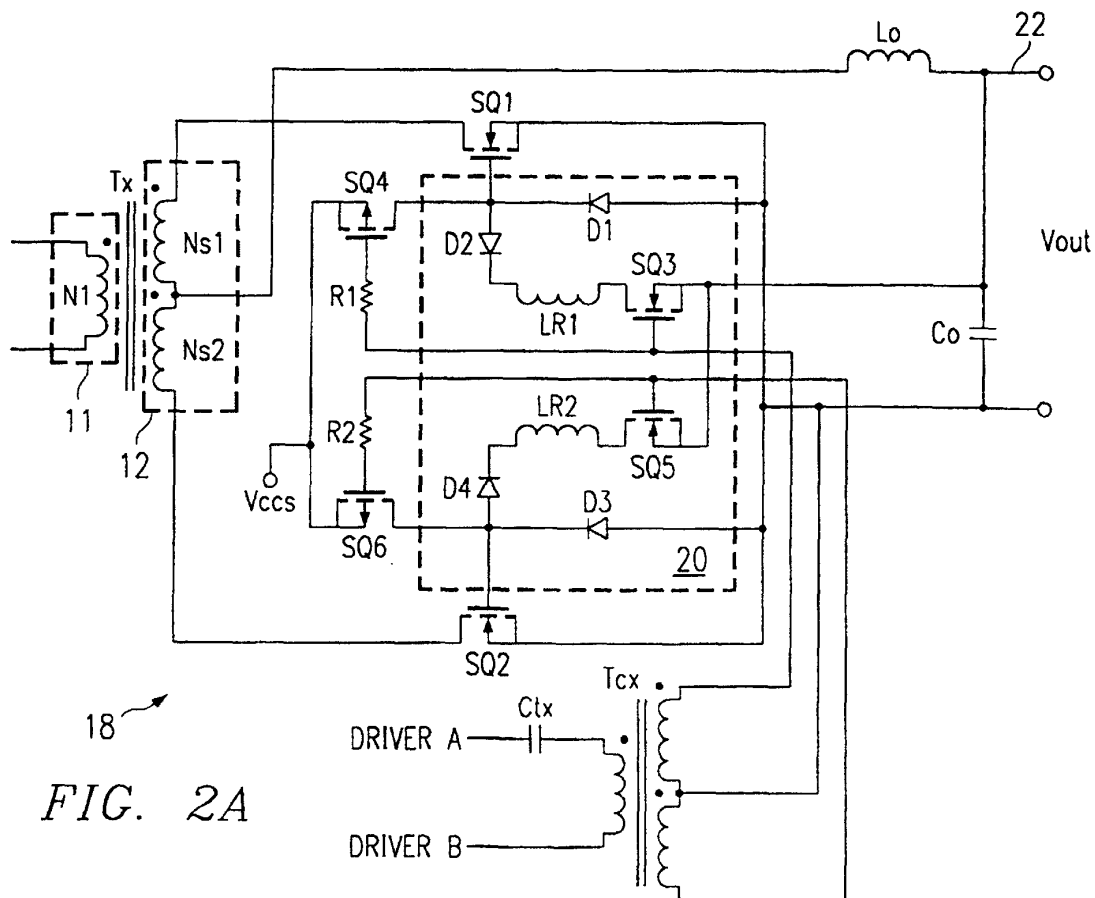 Lo
22
SQ1
Tx
SQ4
D1
Ns1
D2
Vout
SQ3
N1
R1
LR1
Co
Ns2
11
LR2
R2
12
SQ5
Vccs
D4
D3
SQ6
20
SQ2
Tcx
18
Ctx
DRIVER A
FIG. 2A
DRIVER B